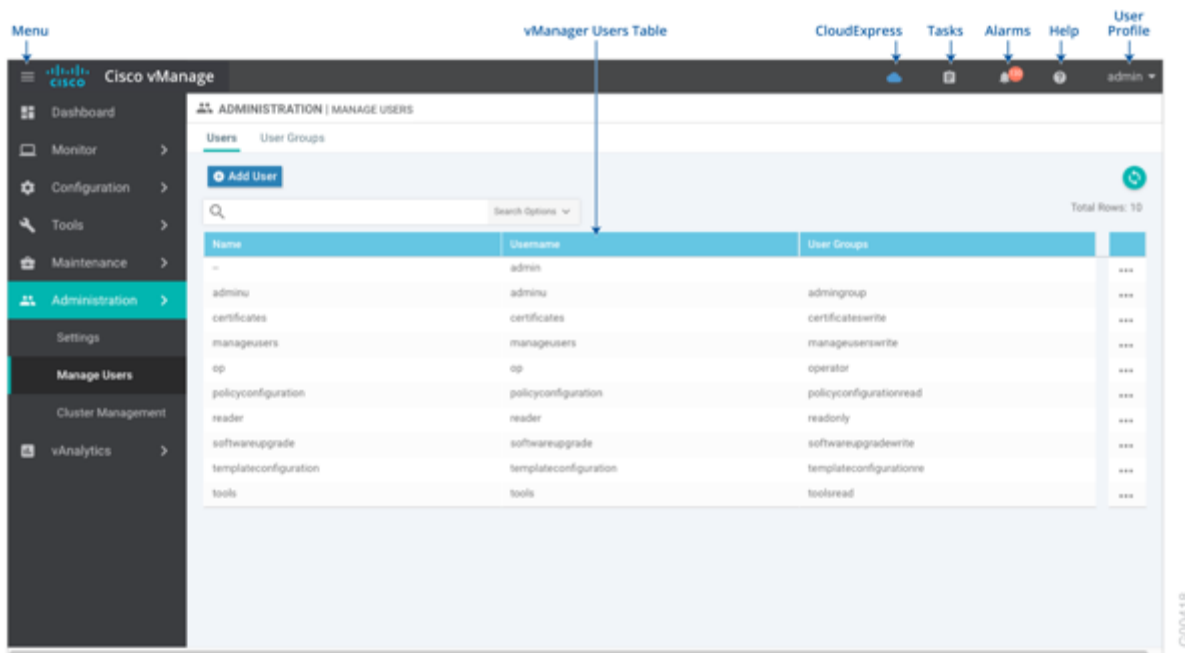 Menu
vManager Users Table
CloudExpress
Tasks
Alarms
Help
User
Profile
CISCO
Cisco vManage
admin
Dashboard
Monitor
Configuration
Tools
Maintenance
Administration
Settings
Manage Users
Cluster Management
vAnalytics
ADMINISTRATION | MANAGE USERS
Users User Groups
Add User
Search Options
Total Rows: 10
Name Username User Groups
-- admin
adminu adminu admingroup
certificates certificates certificateswrite
manageusers manageusers manageuserswrite
op op operator
policyconfiguration policyconfiguration policyconfigurationread
reader reader readonly
softwareupgrade softwareupgrade softwareupgradewrite
templateconfiguration templateconfiguration templateconfigurationre
tools tools toolsread